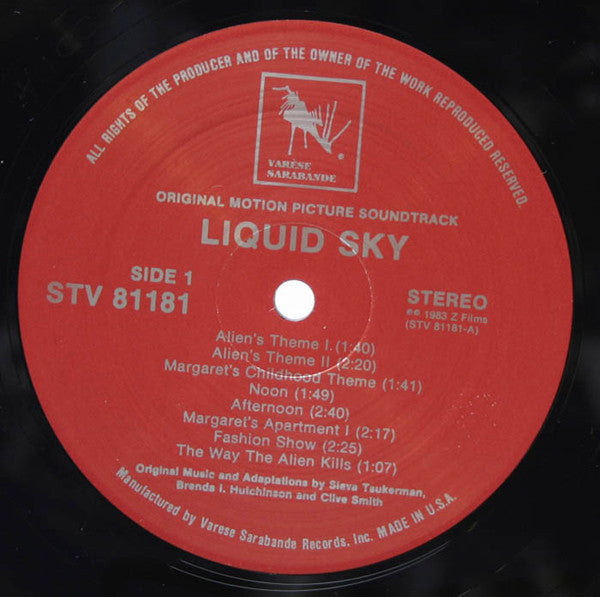 ALL RIGHTS OF THE PRODUCER AND OF THE OWNER OF THE WORK REPRODUCED RESERVED.
VARÈSE
SARABANDE
®
ORIGINAL MOTION PICTURE SOUNDTRACK
LIQUID SKY
SIDE 1
STV 81181
STEREO
℗© 1983 Z Films
(STV 81181-A)
Alien's Theme I (1:40)
Alien's Theme II (2:20)
Margaret's Childhood Theme (1:41)
Noon (1:49)
Afternoon (2:40)
Margaret's Apartment I (2:17)
Fashion Show (2:25)
The Way The Alien Kills (1:07)
Original Music and Adaptations by Slava Tsukerman,
Brenda I. Hutchinson and Clive Smith
Manufactured by Varese Sarabande Records, Inc. MADE IN U.S.A.